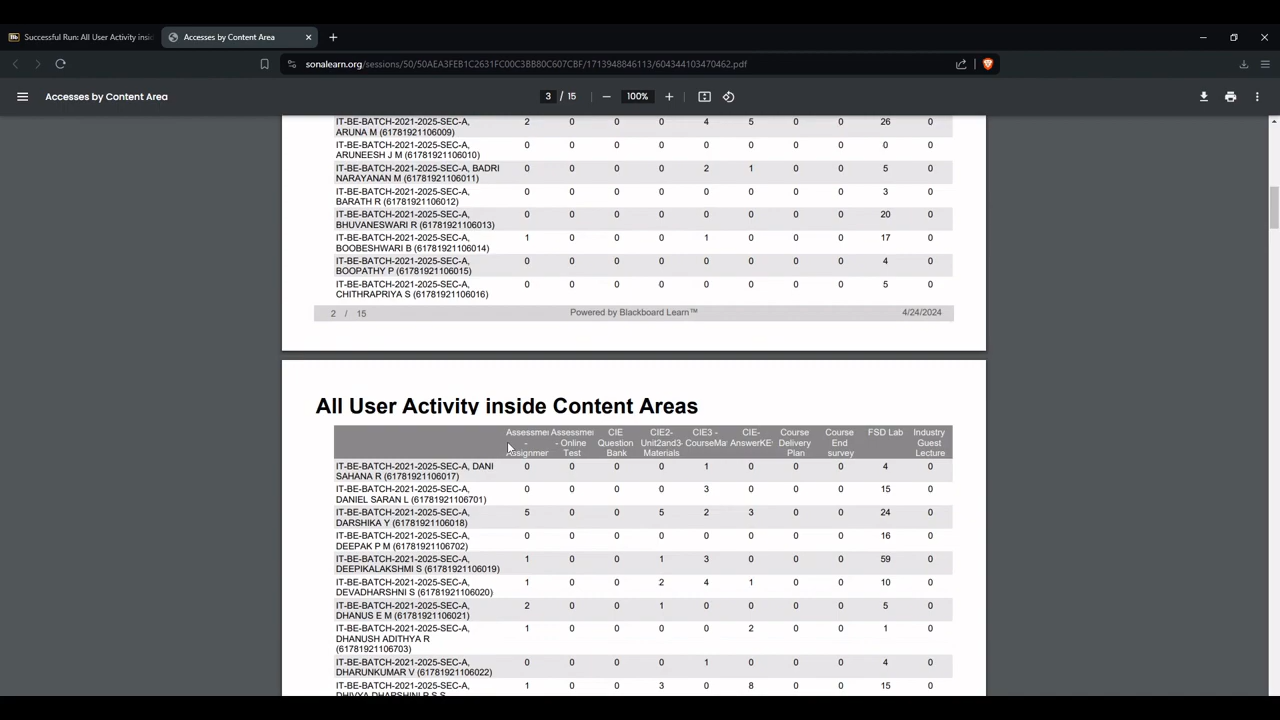 Successful Run: All User Activity insid
Accesses by Content Area
sonalearn.org/sessions/50/50AEA3FEB1C2631FC00C3BB80C607CBF/1713948846113/604344103470462.pdf
Accesses by Content Area
3 / 15
100%
IT-BE-BATCH-2021-2025-SEC-A, 2 0 0 0 4 5 0 0 26 0
ARUNA M (61781921106009)
IT-BE-BATCH-2021-2025-SEC-A, 0 0 0 0 0 0 0 0 0 0
ARUNEESH J M (61781921106010)
IT-BE-BATCH-2021-2025-SEC-A, BADRI 0 0 0 0 2 1 0 0 5 0
NARAYANAN M (61781921106011)
IT-BE-BATCH-2021-2025-SEC-A, 0 0 0 0 0 0 0 0 3 0
BARATH R (61781921106012)
IT-BE-BATCH-2021-2025-SEC-A, 0 0 0 0 0 0 0 0 20 0
BHUVANESWARI R (61781921106013)
IT-BE-BATCH-2021-2025-SEC-A, 1 0 0 0 1 0 0 0 17 0
BOOBESHWARI B (61781921106014)
IT-BE-BATCH-2021-2025-SEC-A, 0 0 0 0 0 0 0 0 4 0
BOOPATHY P (61781921106015)
IT-BE-BATCH-2021-2025-SEC-A, 0 0 0 0 0 0 0 0 5 0
CHITHRAPRIYA S (61781921106016)
2 / 15 Powered by Blackboard Learn™ 4/24/2024
All User Activity inside Content Areas
Assessme Assessmen CIE CIE2- CIE3 - CIE- Course Course FSD Lab Industry
- - Online Question Unit2and3- CourseMa AnswerKE Delivery End Guest
Assignmer Test Bank Materials Plan survey Lecture
IT-BE-BATCH-2021-2025-SEC-A, DANI 0 0 0 0 1 0 0 0 4 0
SAHANA R (61781921106017)
IT-BE-BATCH-2021-2025-SEC-A, 0 0 0 0 3 0 0 0 15 0
DANIEL SARAN L (61781921106701)
IT-BE-BATCH-2021-2025-SEC-A, 5 0 0 5 2 3 0 0 24 0
DARSHIKA Y (61781921106018)
IT-BE-BATCH-2021-2025-SEC-A, 0 0 0 0 0 0 0 0 16 0
DEEPAK P M (61781921106702)
IT-BE-BATCH-2021-2025-SEC-A, 1 0 0 1 3 0 0 0 59 0
DEEPIKALAKSHMI S (61781921106019)
IT-BE-BATCH-2021-2025-SEC-A, 1 0 0 2 4 1 0 0 10 0
DEVADHARSHNI S (61781921106020)
IT-BE-BATCH-2021-2025-SEC-A, 2 0 0 1 0 0 0 0 5 0
DHANUS E M (61781921106021)
IT-BE-BATCH-2021-2025-SEC-A, 1 0 0 0 0 2 0 0 1 0
DHANUSH ADITHYA R
(61781921106703)
IT-BE-BATCH-2021-2025-SEC-A, 0 0 0 0 1 0 0 0 4 0
DHARUNKUMAR V (61781921106022)
IT-BE-BATCH-2021-2025-SEC-A, 1 0 0 3 0 8 0 0 15 0